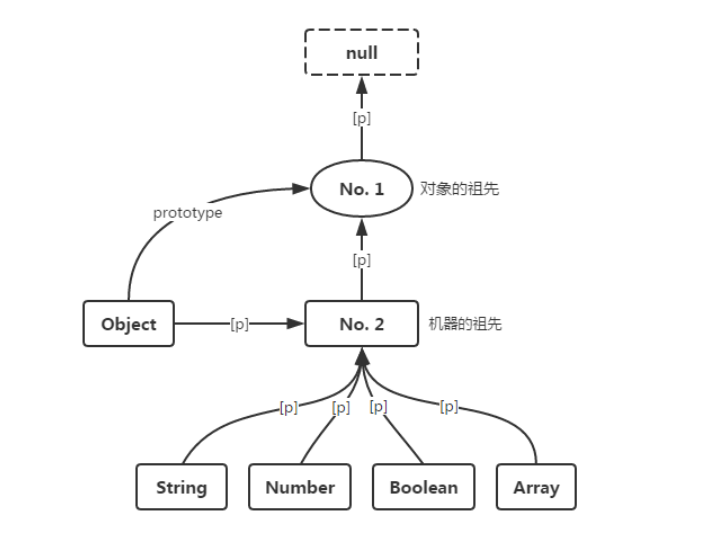 null
[p]
No. 1 对象的祖先
prototype
[p]
Object [p] No. 2 机器的祖先
[p] [p] [p] [p]
String Number Boolean Array